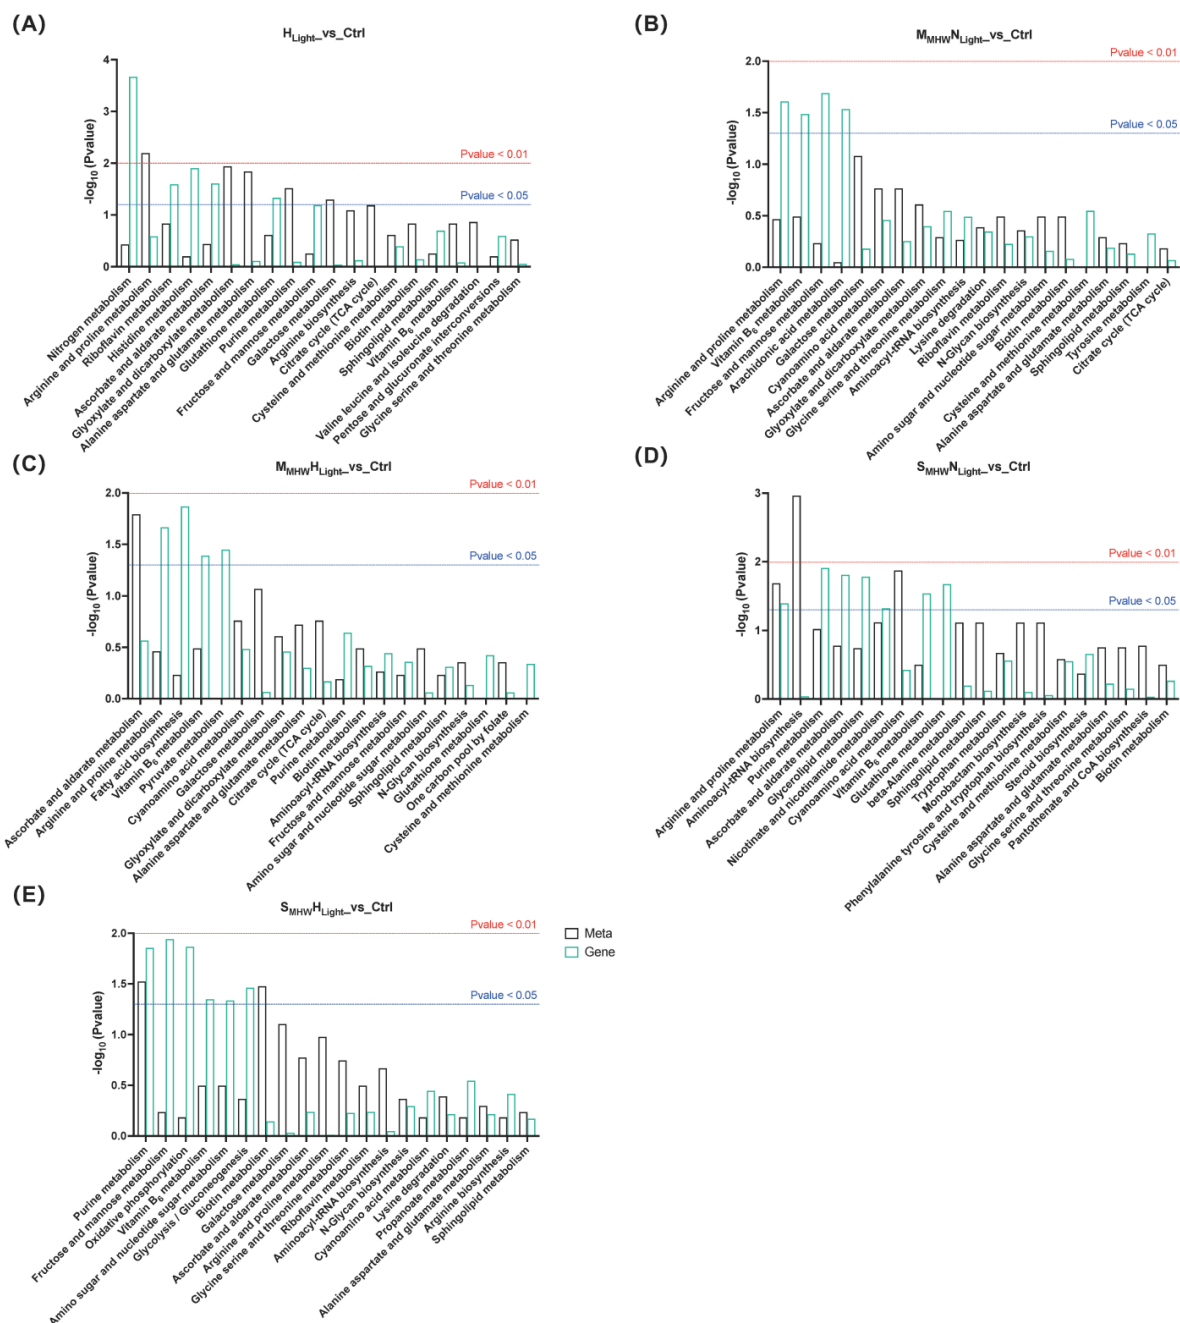 (A)
H Light_vs_Ctrl
-log10 (Pvalue)
4
3
2
1
0
Pvalue < 0.01
Pvalue < 0.05
Nitrogen metabolism
Arginine and proline metabolism
Riboflavin metabolism
Histidine metabolism
Ascorbate and aldarate metabolism
Glyoxylate and dicarboxylate metabolism
Alanine aspartate and glutamate metabolism
Glutathione metabolism
Purine metabolism
Fructose and mannose metabolism
Galactose metabolism
Arginine biosynthesis
Citrate cycle (TCA cycle)
Cysteine and methionine metabolism
Biotin metabolism
Sphingolipid metabolism
Vitamin B6 metabolism
Valine leucine and isoleucine degradation
Pentose and glucuronate interconversions
Glycine serine and threonine metabolism
(B)
M MHW N Light_vs_Ctrl
-log10 (Pvalue)
2.0
1.5
1.0
0.5
0.0
Pvalue < 0.01
Pvalue < 0.05
Arginine and proline metabolism
Vitamin B6 metabolism
Fructose and mannose metabolism
Arachidonic acid metabolism
Galactose metabolism
Cyanoamino acid metabolism
Ascorbate and aldarate metabolism
Glyoxylate and dicarboxylate metabolism
Glycine serine and threonine metabolism
Aminoacyl-tRNA biosynthesis
Lysine degradation
Riboflavin metabolism
N-Glycan biosynthesis
Amino sugar and nucleotide sugar metabolism
Biotin metabolism
Cysteine and methionine metabolism
Alanine aspartate and glutamate metabolism
Sphingolipid metabolism
Tyrosine metabolism
Citrate cycle (TCA cycle)
(C)
M MHW H Light_vs_Ctrl
-log10 (Pvalue)
2.0
1.5
1.0
0.5
0.0
Pvalue < 0.01
Pvalue < 0.05
Ascorbate and aldarate metabolism
Arginine and proline metabolism
Fatty acid biosynthesis
Vitamin B6 metabolism
Pyruvate metabolism
Cyanoamino acid metabolism
Galactose metabolism
Glyoxylate and dicarboxylate metabolism
Alanine aspartate and glutamate metabolism
Citrate cycle (TCA cycle)
Purine metabolism
Biotin metabolism
Aminoacyl-tRNA biosynthesis
Fructose and mannose metabolism
Amino sugar and nucleotide sugar metabolism
Sphingolipid metabolism
N-Glycan biosynthesis
Glutathione metabolism
One carbon pool by folate
Cysteine and methionine metabolism
(D)
S MHW N Light_vs_Ctrl
-log10 (Pvalue)
3
2
1
0
Pvalue < 0.01
Pvalue < 0.05
Arginine and proline metabolism
Aminoacyl-tRNA biosynthesis
Purine metabolism
Ascorbate and aldarate metabolism
Glycerolipid metabolism
Nicotinate and nicotinamide metabolism
Cyanoamino acid metabolism
Vitamin B6 metabolism
Glutathione metabolism
beta-Alanine metabolism
Sphingolipid metabolism
Tryptophan metabolism
Monobactam biosynthesis
Phenylalanine tyrosine and tryptophan biosynthesis
Cysteine and methionine metabolism
Steroid biosynthesis
Alanine aspartate and glutamate metabolism
Glycine serine and threonine metabolism
Pantothenate and CoA biosynthesis
Biotin metabolism
(E)
S MHW H Light_vs_Ctrl
-log10 (Pvalue)
2.0
1.5
1.0
0.5
0.0
Pvalue < 0.01
Pvalue < 0.05
Meta
Gene
Purine metabolism
Fructose and mannose metabolism
Oxidative phosphorylation
Vitamin B6 metabolism
Amino sugar and nucleotide sugar metabolism
Glycolysis / Gluconeogenesis
Biotin metabolism
Galactose metabolism
Ascorbate and aldarate metabolism
Arginine and proline metabolism
Glycine serine and threonine metabolism
Riboflavin metabolism
Aminoacyl-tRNA biosynthesis
N-Glycan biosynthesis
Cyanoamino acid metabolism
Lysine degradation
Propanoate metabolism
Alanine aspartate and glutamate metabolism
Arginine biosynthesis
Sphingolipid metabolism